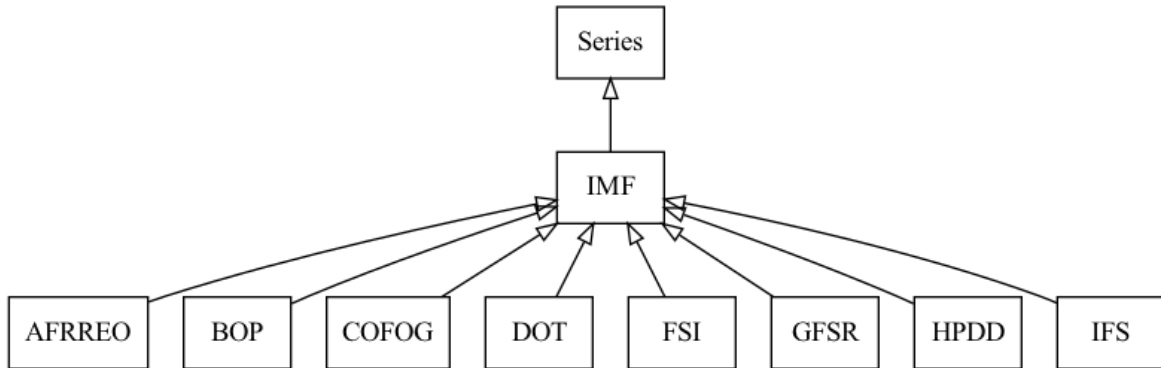 Series
IMF
AFRREO
BOP
COFOG
DOT
FSI
GFSR
HPDD
IFS